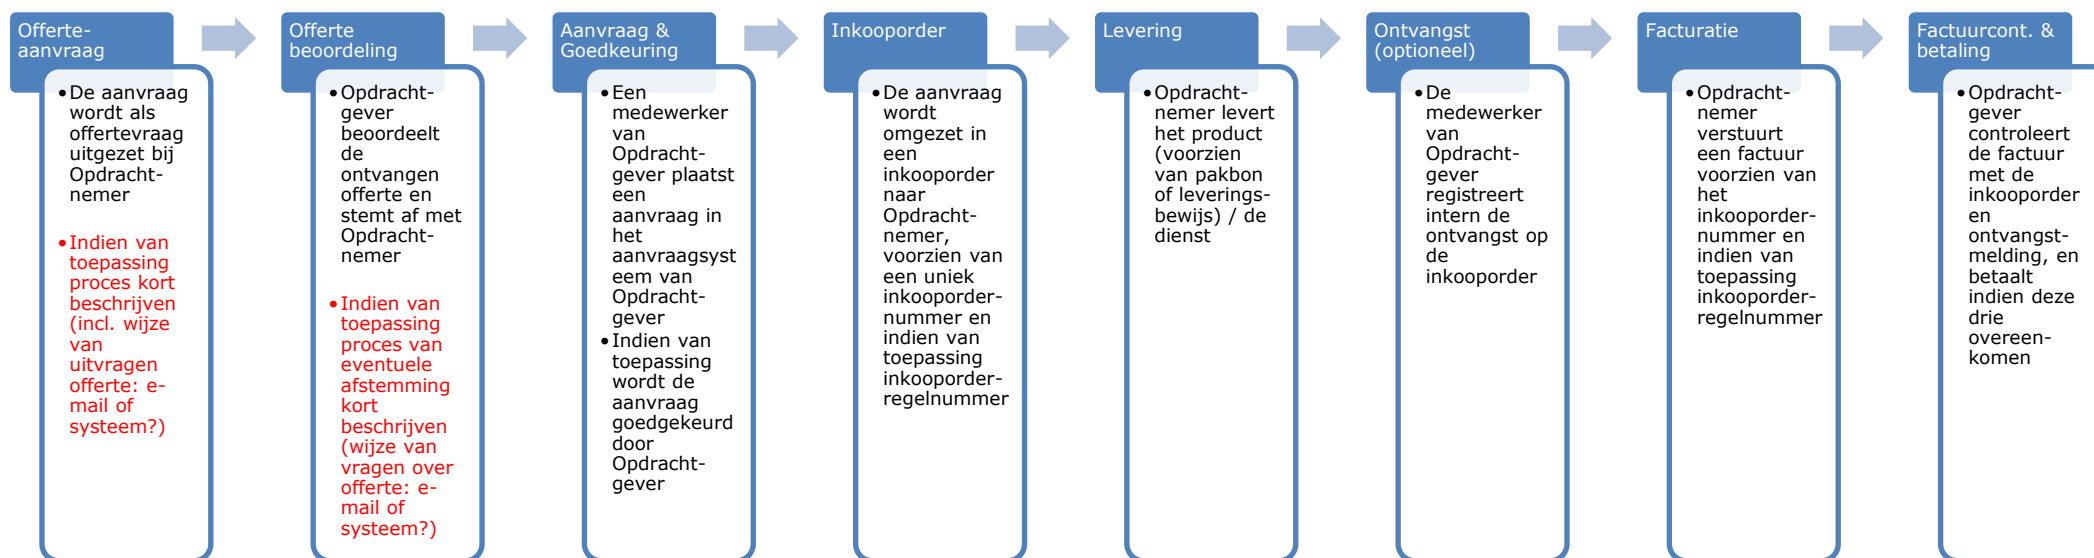 Offerte-
aanvraag
• De aanvraag
wordt als
offertevraag
uitgezet bij
Opdracht-
nemer
• Indien van
toepassing
proces kort
beschrijven
(incl. wijze
van
uitvragen
offerte: e-
mail of
systeem?)
Offerte
beoordeling
• Opdracht-
gever
beoordeelt
de
ontvangen
offerte en
stemt af met
Opdracht-
nemer
• Indien van
toepassing
proces van
eventuele
afstemming
kort
beschrijven
(wijze van
vragen over
offerte: e-
mail of
systeem?)
Aanvraag &
Goedkeuring
• Een
medewerker
van
Opdracht-
gever plaatst
een
aanvraag in
het
aanvraagsyst
eem van
Opdracht-
gever
• Indien van
toepassing
wordt de
aanvraag
goedgekeurd
door
Opdracht-
gever
Inkooporder
• De aanvraag
wordt
omgezet in
een
inkooporder
naar
Opdracht-
nemer,
voorzien van
een uniek
inkooporder-
nummer en
indien van
toepassing
inkooporder-
regelnummer
Levering
• Opdracht-
nemer levert
het product
(voorzien
van pakbon
of leverings-
bewijs) / de
dienst
Ontvangst
(optioneel)
• De
medewerker
van
Opdracht-
gever
registreert
intern de
ontvangst op
de
inkooporder
Facturatie
• Opdracht-
nemer
verstuurt
een factuur
voorzien van
het
inkooporder-
nummer en
indien van
toepassing
inkooporder-
regelnummer
Factuurcont. &
betaling
• Opdracht-
gever
controleert
de factuur
met de
inkooporder
en
ontvangst-
melding, en
betaalt
indien deze
drie
overeen-
komen